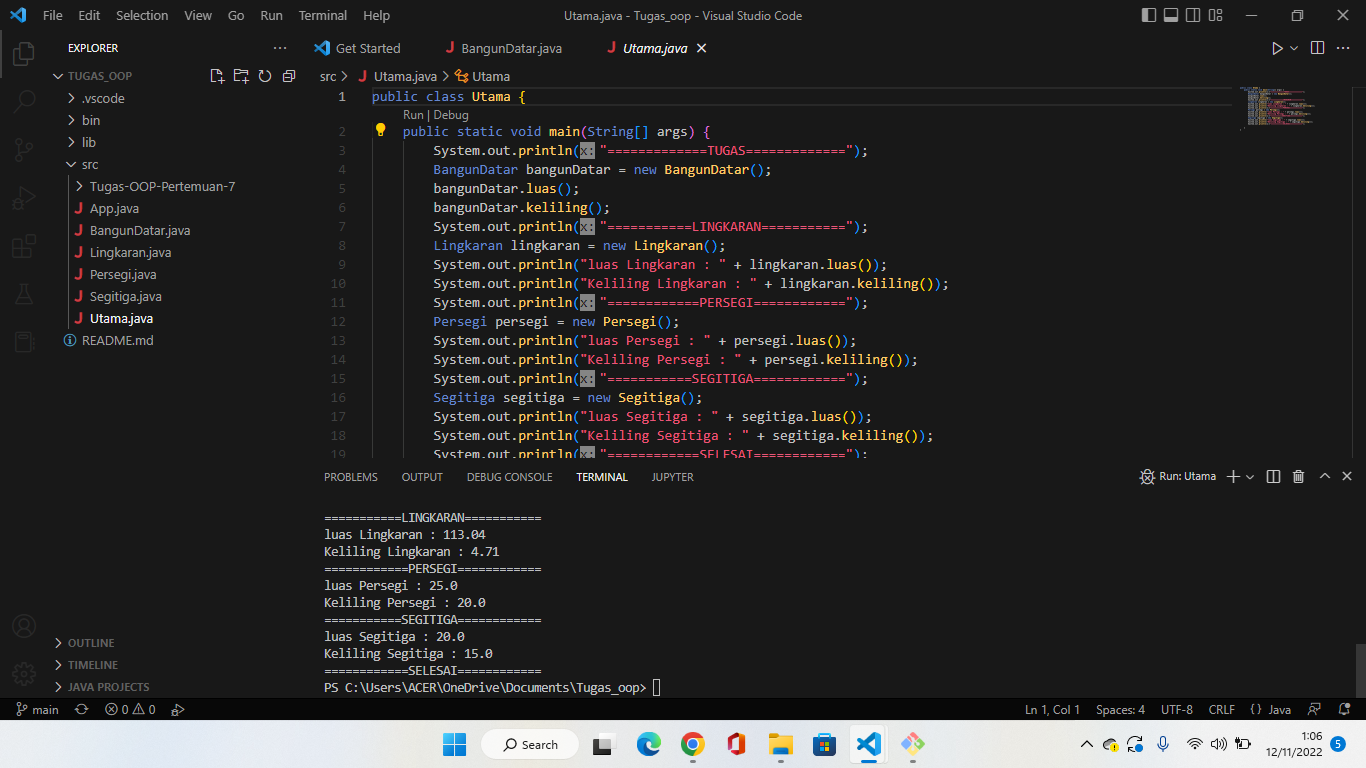 File Edit Selection View Go Run Terminal Help
Utama.java - Tugas_oop - Visual Studio Code
EXPLORER
Get Started
BangunDatar.java
Utama.java
TUGAS_OOP
.vscode
bin
lib
src
Tugas-OOP-Pertemuan-7
App.java
BangunDatar.java
Lingkaran.java
Persegi.java
Segitiga.java
Utama.java
README.md
OUTLINE
TIMELINE
JAVA PROJECTS
src > Utama.java > Utama
1 public class Utama {
Run | Debug
2 public static void main(String[] args) {
3 System.out.println(x: "=============TUGAS=============");
4 BangunDatar bangunDatar = new BangunDatar();
5 bangunDatar.luas();
6 bangunDatar.keliling();
7 System.out.println(x: "===========LINGKARAN===========");
8 Lingkaran lingkaran = new Lingkaran();
9 System.out.println("luas Lingkaran : " + lingkaran.luas());
10 System.out.println("Keliling Lingkaran : " + lingkaran.keliling());
11 System.out.println(x: "============PERSEGI============");
12 Persegi persegi = new Persegi();
13 System.out.println("luas Persegi : " + persegi.luas());
14 System.out.println("Keliling Persegi : " + persegi.keliling());
15 System.out.println(x: "===========SEGITIGA============");
16 Segitiga segitiga = new Segitiga();
17 System.out.println("luas Segitiga : " + segitiga.luas());
18 System.out.println("Keliling Segitiga : " + segitiga.keliling());
19 System.out.println(x: "============SELESAI============");
PROBLEMS OUTPUT DEBUG CONSOLE TERMINAL JUPYTER
Run: Utama
===========LINGKARAN===========
luas Lingkaran : 113.04
Keliling Lingkaran : 4.71
============PERSEGI============
luas Persegi : 25.0
Keliling Persegi : 20.0
===========SEGITIGA============
luas Segitiga : 20.0
Keliling Segitiga : 15.0
============SELESAI============
PS C:\Users\ACER\OneDrive\Documents\Tugas_oop>
main 0 0
Ln 1, Col 1 Spaces: 4 UTF-8 CRLF {} Java
Search
1:06
12/11/2022
5